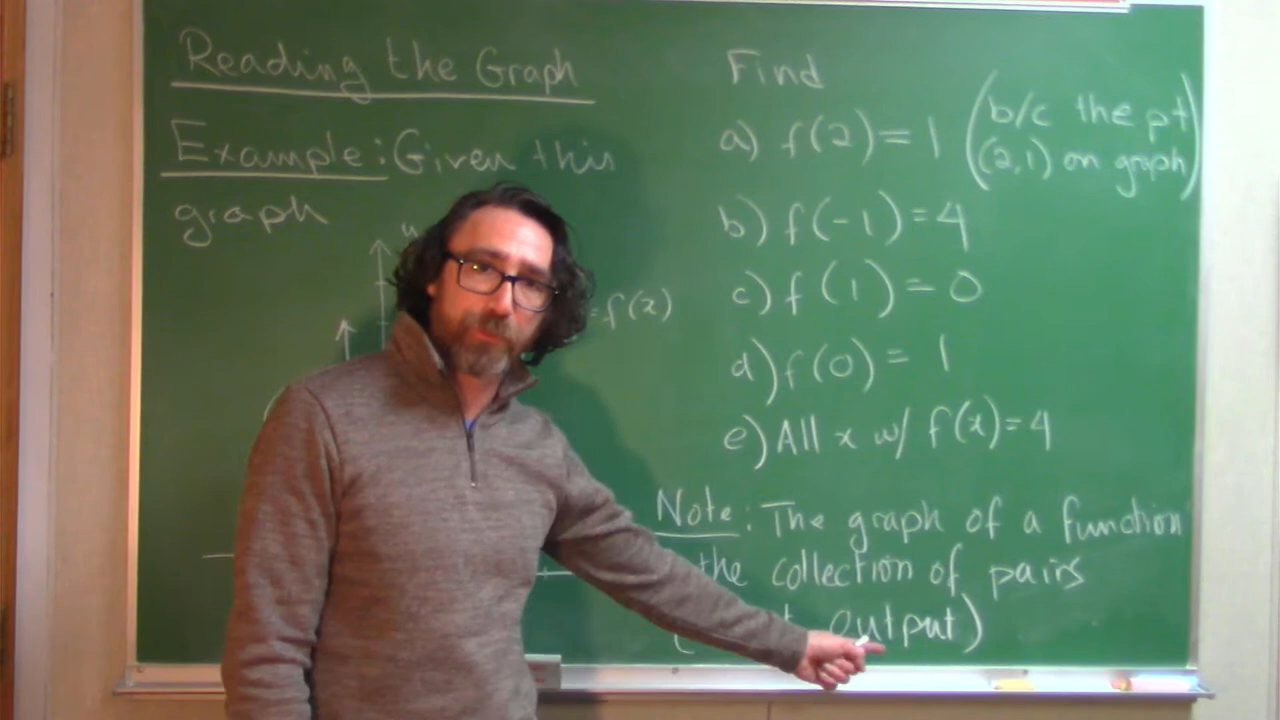 Reading the Graph
Example: Given this
graph
= f(x)
Find
a) f(2) = 1 (b/c the pt
(2,1) on graph)
b) f(-1) = 4
c) f(1) = 0
d) f(0) = 1
e) All x w/ f(x) = 4
Note: The graph of a function
the collection of pairs
output)